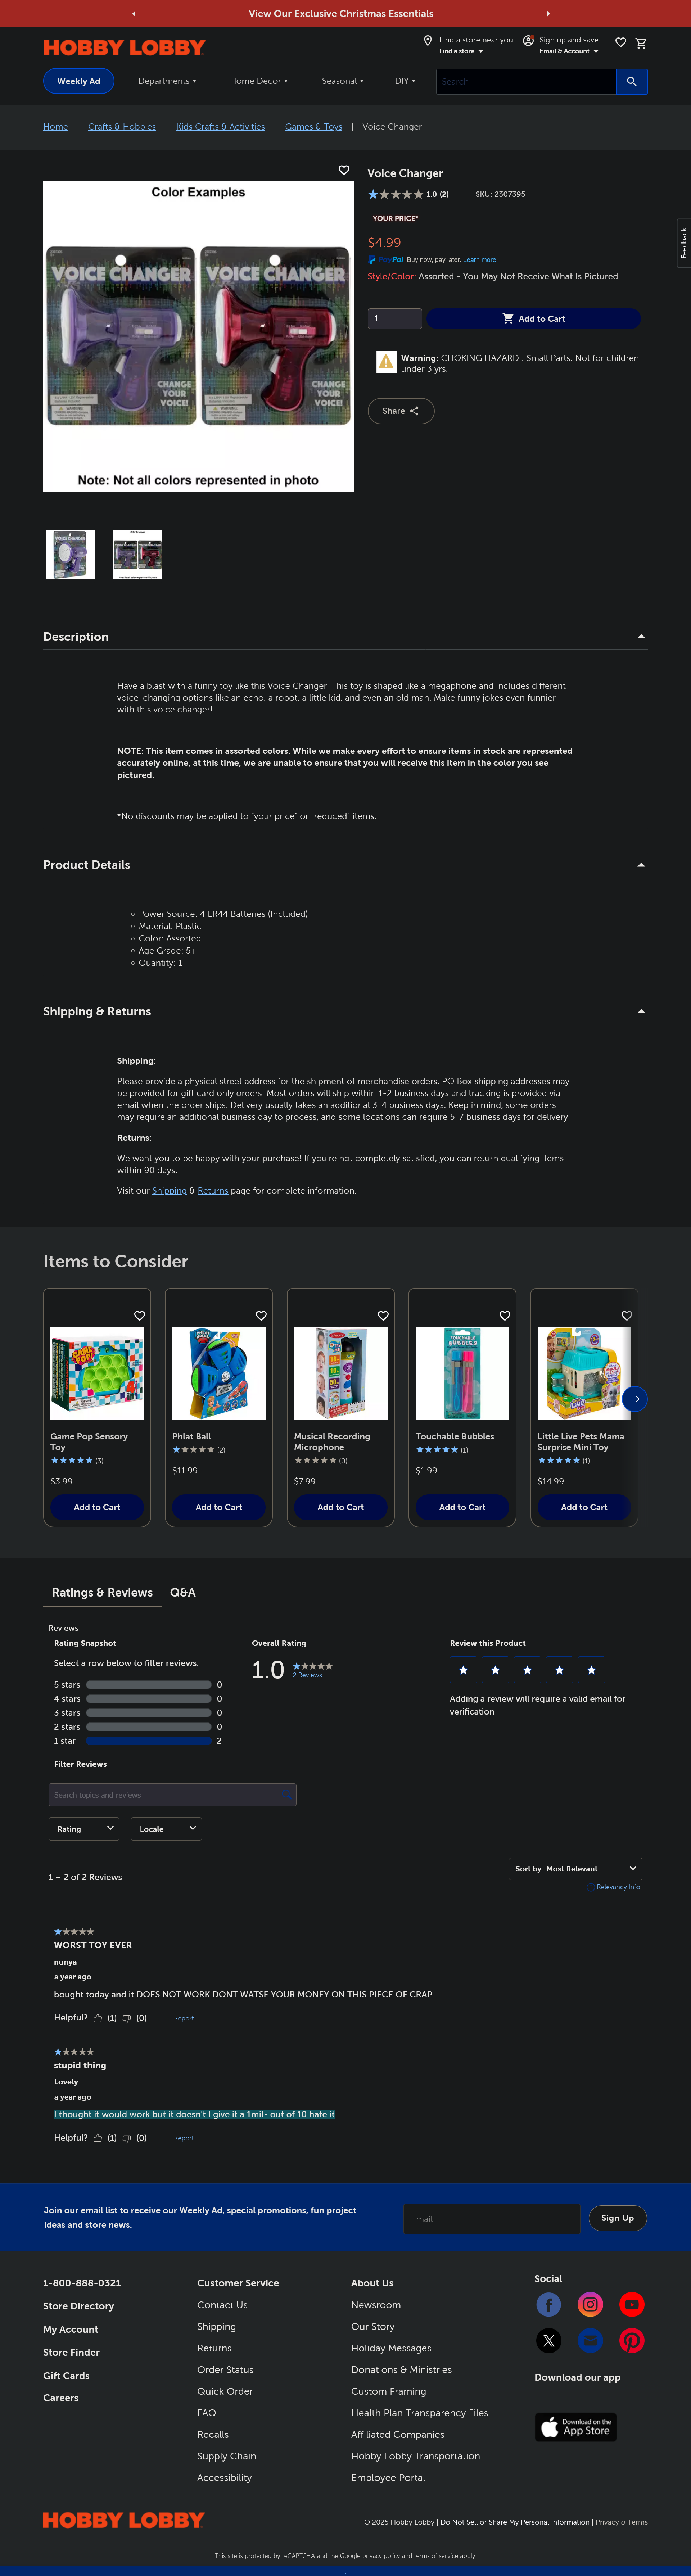 View Our Exclusive Christmas Essentials
HOBBY LOBBY
Find a store near you
Find a store
Sign up and save
Email & Account
Weekly Ad
Departments
Home Decor
Seasonal
DIY
Search
Home | Crafts & Hobbies | Kids Crafts & Activities | Games & Toys | Voice Changer
Feedback
Color Examples
VOICE CHANGER
CHANGE YOUR VOICE!
VOICE CHANGER
CHANGE YOUR VOICE!
Note: Not all colors represented in photo
Voice Changer
1.0 (2)
SKU: 2307395
YOUR PRICE*
$4.99
PayPal Buy now, pay later. Learn more
Style/Color: Assorted - You May Not Receive What Is Pictured
1
Add to Cart
Warning: CHOKING HAZARD : Small Parts. Not for children
under 3 yrs.
Share
Description
Have a blast with a funny toy like this Voice Changer. This toy is shaped like a megaphone and includes different
voice-changing options like an echo, a robot, a little kid, and even an old man. Make funny jokes even funnier
with this voice changer!
NOTE: This item comes in assorted colors. While we make every effort to ensure items in stock are represented
accurately online, at this time, we are unable to ensure that you will receive this item in the color you see
pictured.
*No discounts may be applied to "your price" or "reduced" items.
Product Details
Power Source: 4 LR44 Batteries (Included)
Material: Plastic
Color: Assorted
Age Grade: 5+
Quantity: 1
Shipping & Returns
Shipping:
Please provide a physical street address for the shipment of merchandise orders. PO Box shipping addresses may
be provided for gift card only orders. Most orders will ship within 1-2 business days and tracking is provided via
email when the order ships. Delivery usually takes an additional 3-4 business days. Keep in mind, some orders
may require an additional business day to process, and some locations can require 5-7 business days for delivery.
Returns:
We want you to be happy with your purchase! If you're not completely satisfied, you can return qualifying items
within 90 days.
Visit our Shipping & Returns page for complete information.
Items to Consider
Game Pop Sensory
Toy
(3)
$3.99
Add to Cart
Phlat Ball
(2)
$11.99
Add to Cart
Musical Recording
Microphone
(0)
$7.99
Add to Cart
Touchable Bubbles
(1)
$1.99
Add to Cart
Little Live Pets Mama
Surprise Mini Toy
(1)
$14.99
Add to Cart
Ratings & Reviews
Q&A
Reviews
Rating Snapshot
Select a row below to filter reviews.
5 stars 0
4 stars 0
3 stars 0
2 stars 0
1 star 2
Overall Rating
1.0
2 Reviews
Review this Product
Adding a review will require a valid email for
verification
Filter Reviews
Search topics and reviews
Rating
Locale
1 – 2 of 2 Reviews
Sort by Most Relevant
Relevancy Info
WORST TOY EVER
nunya
a year ago
bought today and it DOES NOT WORK DONT WATSE YOUR MONEY ON THIS PIECE OF CRAP
Helpful? (1) (0) Report
stupid thing
Lovely
a year ago
I thought it would work but it doesn't I give it a 1mil- out of 10 hate it
Helpful? (1) (0) Report
Join our email list to receive our Weekly Ad, special promotions, fun project
ideas and store news.
Email
Sign Up
1-800-888-0321
Store Directory
My Account
Store Finder
Gift Cards
Careers
Customer Service
Contact Us
Shipping
Returns
Order Status
Quick Order
FAQ
Recalls
Supply Chain
Accessibility
About Us
Newsroom
Our Story
Holiday Messages
Donations & Ministries
Custom Framing
Health Plan Transparency Files
Affiliated Companies
Hobby Lobby Transportation
Employee Portal
Social
Download our app
Download on the
App Store
HOBBY LOBBY
© 2025 Hobby Lobby | Do Not Sell or Share My Personal Information | Privacy & Terms
This site is protected by reCAPTCHA and the Google privacy policy and terms of service apply.